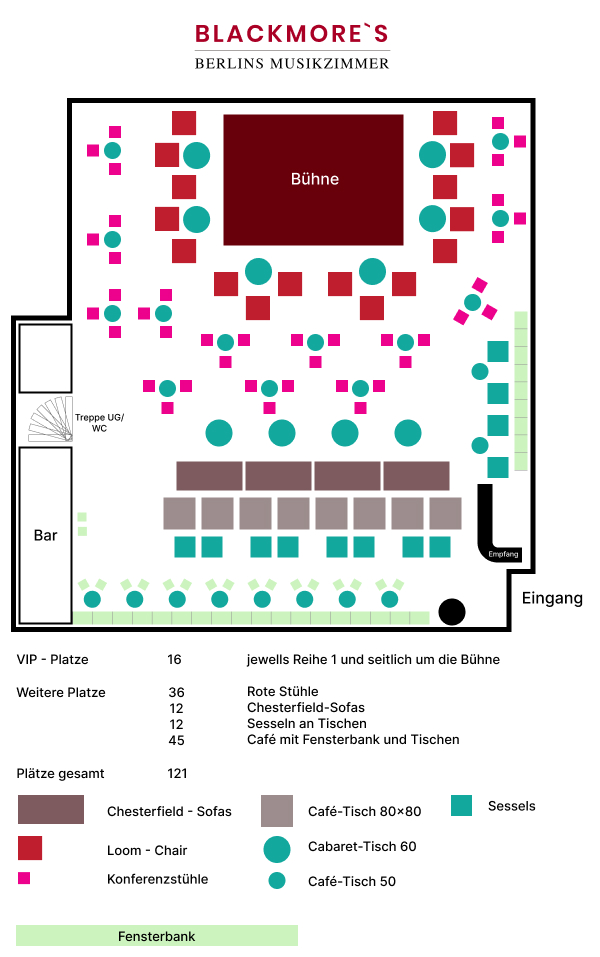 BLACKMORE`S
BERLINS MUSIKZIMMER
Bühne
Treppe UG/
WC
Bar
Empfang
Eingang
VIP - Platze 16 jewells Reihe 1 und seitlich um die Bühne
Weitere Platze 36 Rote Stühle
12 Chesterfield-Sofas
12 Sesseln an Tischen
45 Café mit Fensterbank und Tischen
Plätze gesamt 121
Chesterfield - Sofas
Café-Tisch 80×80
Sessels
Loom - Chair
Cabaret-Tisch 60
Konferenzstühle
Café-Tisch 50
Fensterbank